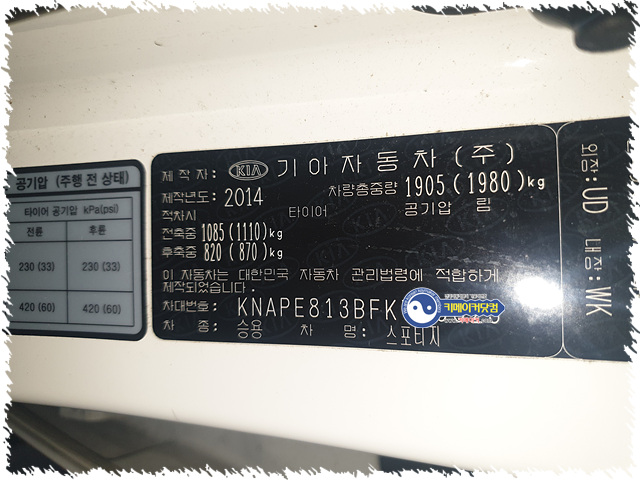 공기압 (주행 전 상태)
타이어 공기압 kPa(psi)
전륜 후륜
230 (33) 230 (33)
420 (60) 420 (60)
제 작 자: KIA 기아자동차(주)
제작년도: 2014 차량총중량 1905(1980)kg
적차시 타이어 공기압 림
전축중 1085(1110)kg
후축중 820 (870)kg
이 자동차는 대한민국 자동차 관리법령에 적합하게
제작되었습니다.
차대번호: KNAPE813BFK
키메이커닷컴
차 종: 승용 차 명: 스포티지
외장:UD 내장:WK